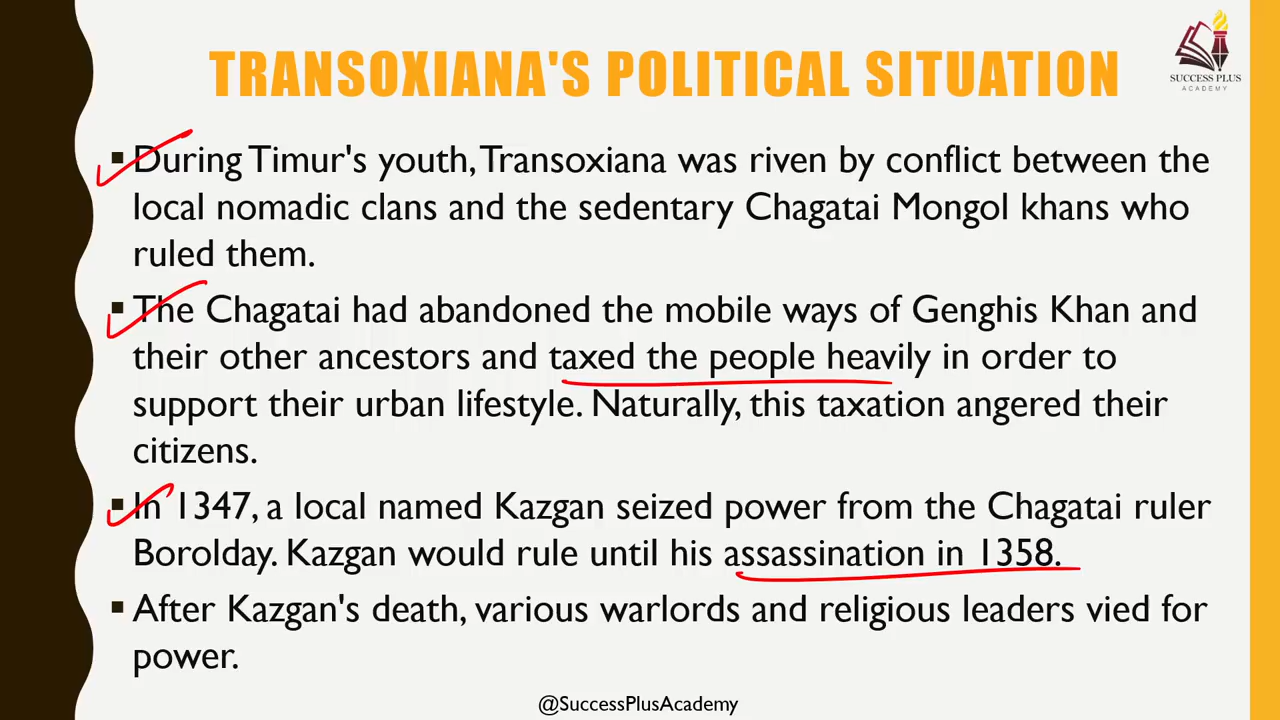 TRANSOXIANA'S POLITICAL SITUATION
SUCCESS PLUS
ACADEMY
▪ During Timur's youth, Transoxiana was riven by conflict between the
local nomadic clans and the sedentary Chagatai Mongol khans who
ruled them.
▪ The Chagatai had abandoned the mobile ways of Genghis Khan and
their other ancestors and taxed the people heavily in order to
support their urban lifestyle. Naturally, this taxation angered their
citizens.
▪ In 1347, a local named Kazgan seized power from the Chagatai ruler
Borolday. Kazgan would rule until his assassination in 1358.
▪ After Kazgan's death, various warlords and religious leaders vied for
power.
@SuccessPlusAcademy